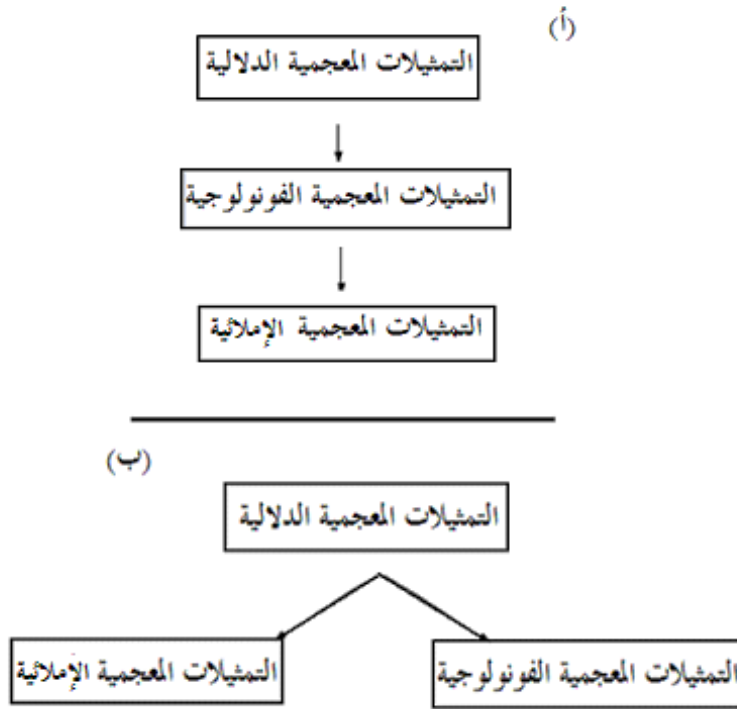 (أ)
التمثيلات المعجمية الدلالية
التمثيلات المعجمية الفونولوجية
التمثيلات المعجمية الإملائية
(ب)
التمثيلات المعجمية الدلالية
التمثيلات المعجمية الفونولوجية
التمثيلات المعجمية الإملائية